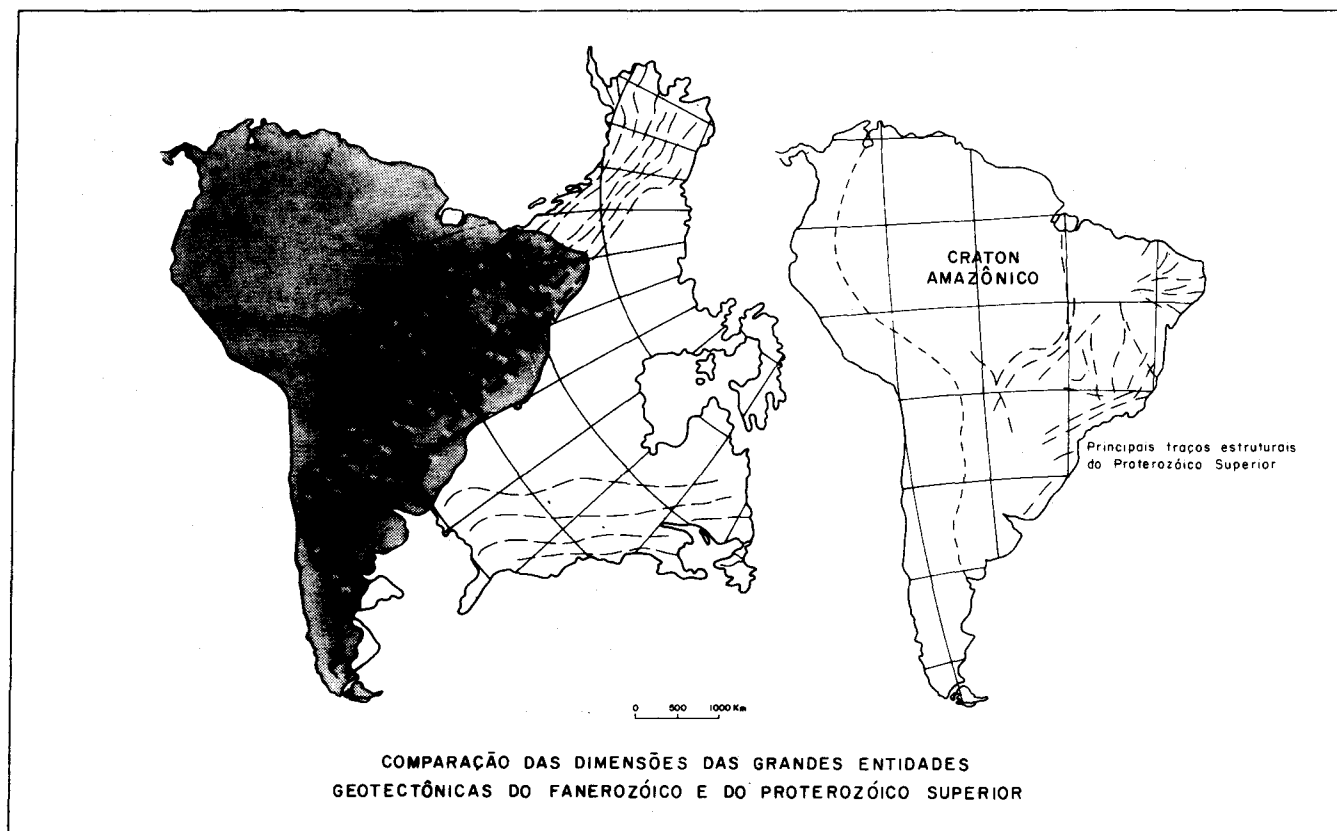 CRATON
AMAZÔNICO
Principais traços estruturais
do Proterozóico Superior
0 500 1000 Km
COMPARAÇÃO DAS DIMENSÕES DAS GRANDES ENTIDADES
GEOTECTÔNICAS DO FANEROZÓICO E DO PROTEROZÓICO SUPERIOR